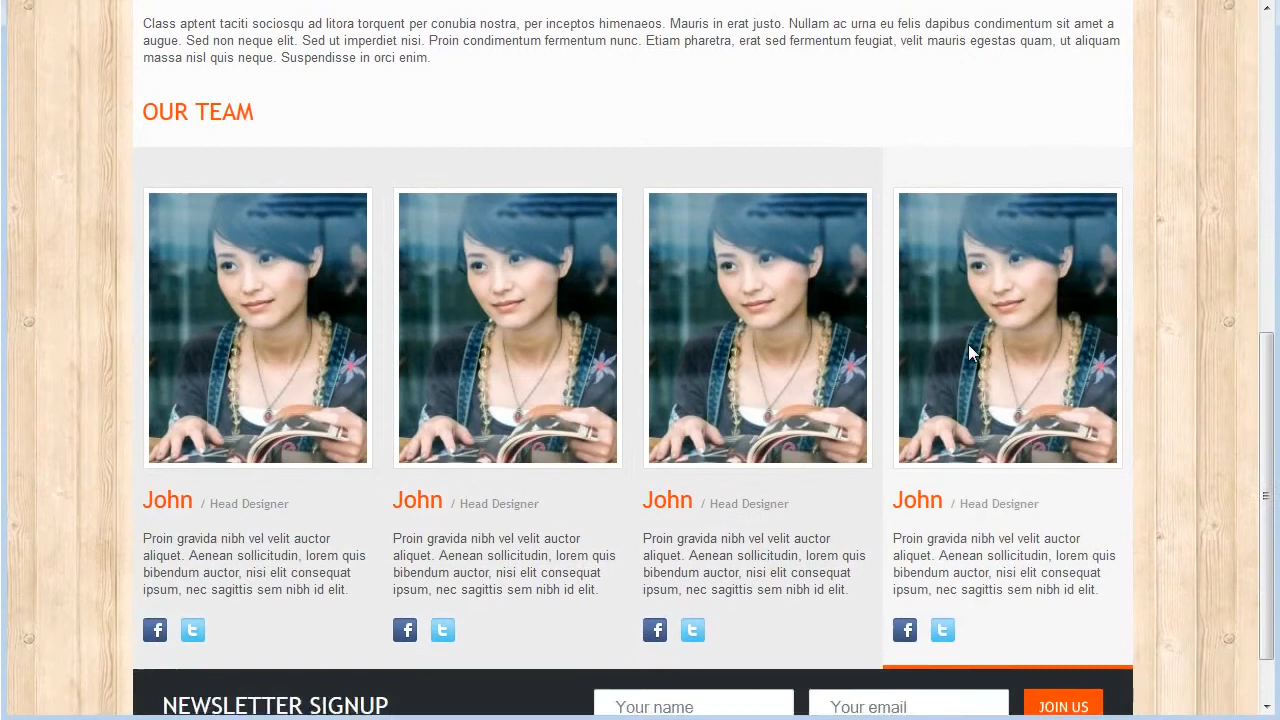 Class aptent taciti sociosqu ad litora torquent per conubia nostra, per inceptos himenaeos. Mauris in erat justo. Nullam ac urna eu felis dapibus condimentum sit amet a
augue. Sed non neque elit. Sed ut imperdiet nisi. Proin condimentum fermentum nunc. Etiam pharetra, erat sed fermentum feugiat, velit mauris egestas quam, ut aliquam
massa nisl quis neque. Suspendisse in orci enim.
OUR TEAM
John / Head Designer
Proin gravida nibh vel velit auctor
aliquet. Aenean sollicitudin, lorem quis
bibendum auctor, nisi elit consequat
ipsum, nec sagittis sem nibh id elit.
John / Head Designer
Proin gravida nibh vel velit auctor
aliquet. Aenean sollicitudin, lorem quis
bibendum auctor, nisi elit consequat
ipsum, nec sagittis sem nibh id elit.
John / Head Designer
Proin gravida nibh vel velit auctor
aliquet. Aenean sollicitudin, lorem quis
bibendum auctor, nisi elit consequat
ipsum, nec sagittis sem nibh id elit.
John / Head Designer
Proin gravida nibh vel velit auctor
aliquet. Aenean sollicitudin, lorem quis
bibendum auctor, nisi elit consequat
ipsum, nec sagittis sem nibh id elit.
NEWSLETTER SIGNUP
Your name
Your email
JOIN US